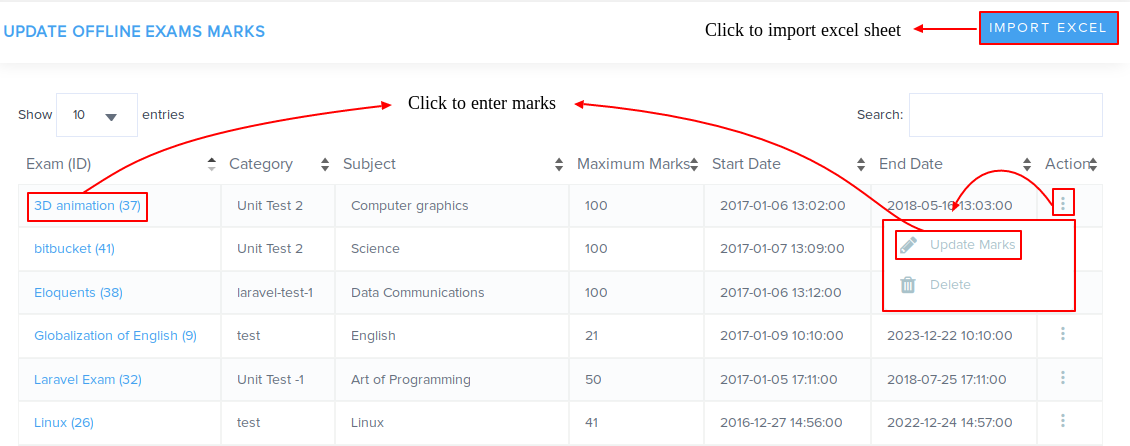 UPDATE OFFLINE EXAMS MARKS
Click to import excel sheet
IMPORT EXCEL
Show 10 entries
Click to enter marks
Search:
Exam (ID) Category Subject Maximum Marks Start Date End Date Action
3D animation (37) Unit Test 2 Computer graphics 100 2017-01-06 13:02:00 2018-05-16 13:03:00
bitbucket (41) Unit Test 2 Science 100 2017-01-07 13:09:00
Update Marks
Eloquents (38) laravel-test-1 Data Communications 100 2017-01-06 13:12:00
Delete
Globalization of English (9) test English 21 2017-01-09 10:10:00 2023-12-22 10:10:00
Laravel Exam (32) Unit Test -1 Art of Programming 50 2017-01-05 17:11:00 2018-07-25 17:11:00
Linux (26) test Linux 41 2016-12-27 14:56:00 2022-12-24 14:57:00